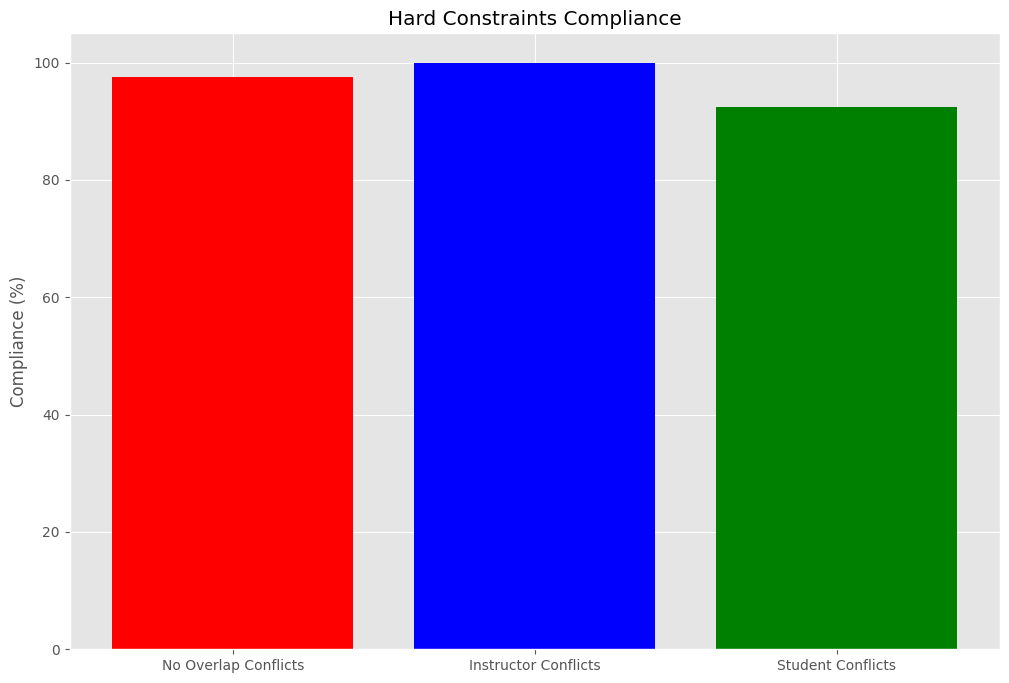 Hard Constraints Compliance
Compliance (%)
100
80
60
40
20
0
No Overlap Conflicts
Instructor Conflicts
Student Conflicts